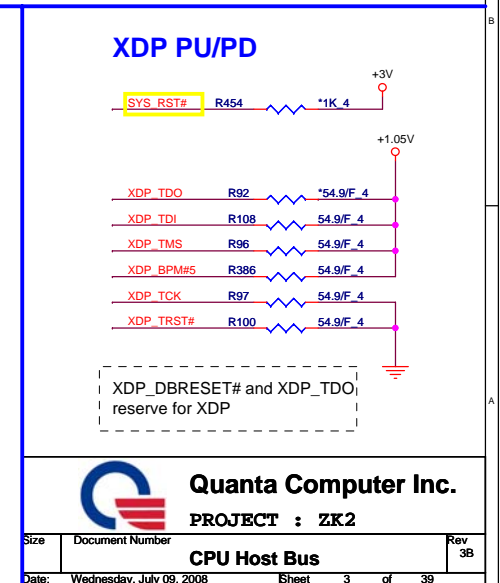 B
XDP PU/PD
+3V
SYS_RST# R454 *1K_4
+1.05V
XDP_TDO R92 *54.9/F_4
XDP_TDI R108 54.9/F_4
XDP_TMS R96 54.9/F_4
XDP_BPM#5 R386 54.9/F_4
XDP_TCK R97 54.9/F_4
XDP_TRST# R100 54.9/F_4
XDP_DBRESET# and XDP_TDO
reserve for XDP
A
Quanta Computer Inc.
PROJECT : ZK2
Size Document Number Rev
CPU Host Bus 3B
Date: Wednesday, July 09, 2008 Sheet 3 of 39